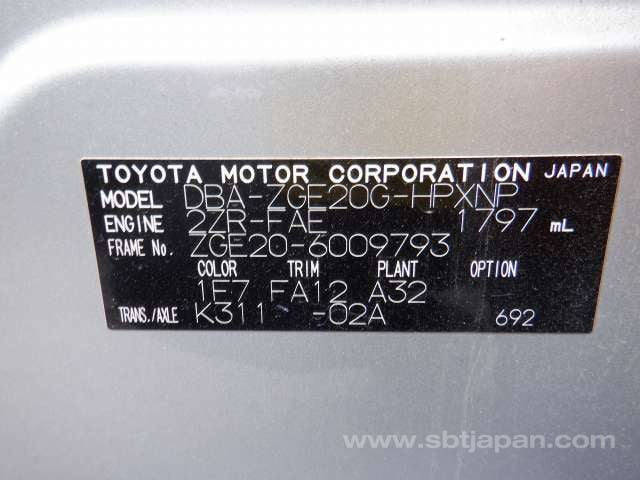 TOYOTA MOTOR CORPORATION JAPAN
MODEL DBA-ZGE20G-HPXNP
ENGINE 2ZR-FAE 1797 mL
FRAME No. ZGE20-6009793
COLOR TRIM PLANT OPTION
1F7 FA12 A32
TRANS./AXLE K311 -02A 692
www.sbtjapan.com